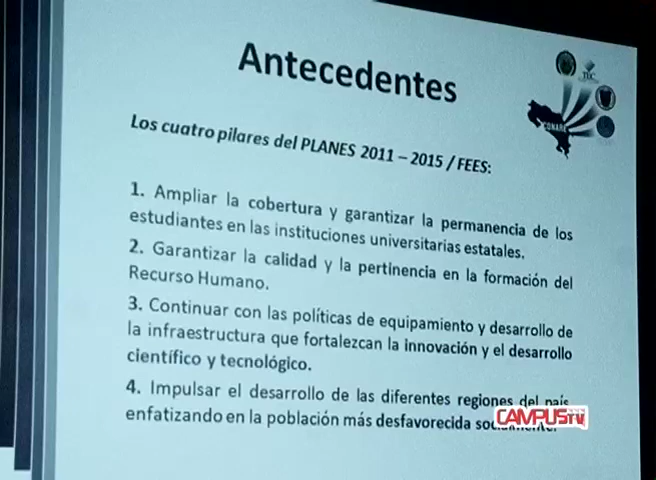 Antecedentes
TEC
CONARE
Los cuatro pilares del PLANES 2011 – 2015 / FEES:
1. Ampliar la cobertura y garantizar la permanencia de los
estudiantes en las instituciones universitarias estatales.
2. Garantizar la calidad y la pertinencia en la formación del
Recurso Humano.
3. Continuar con las políticas de equipamiento y desarrollo de
la infraestructura que fortalezcan la innovación y el desarrollo
científico y tecnológico.
4. Impulsar el desarrollo de las diferentes regiones del país
enfatizando en la población más desfavorecida
CAMPUSTV